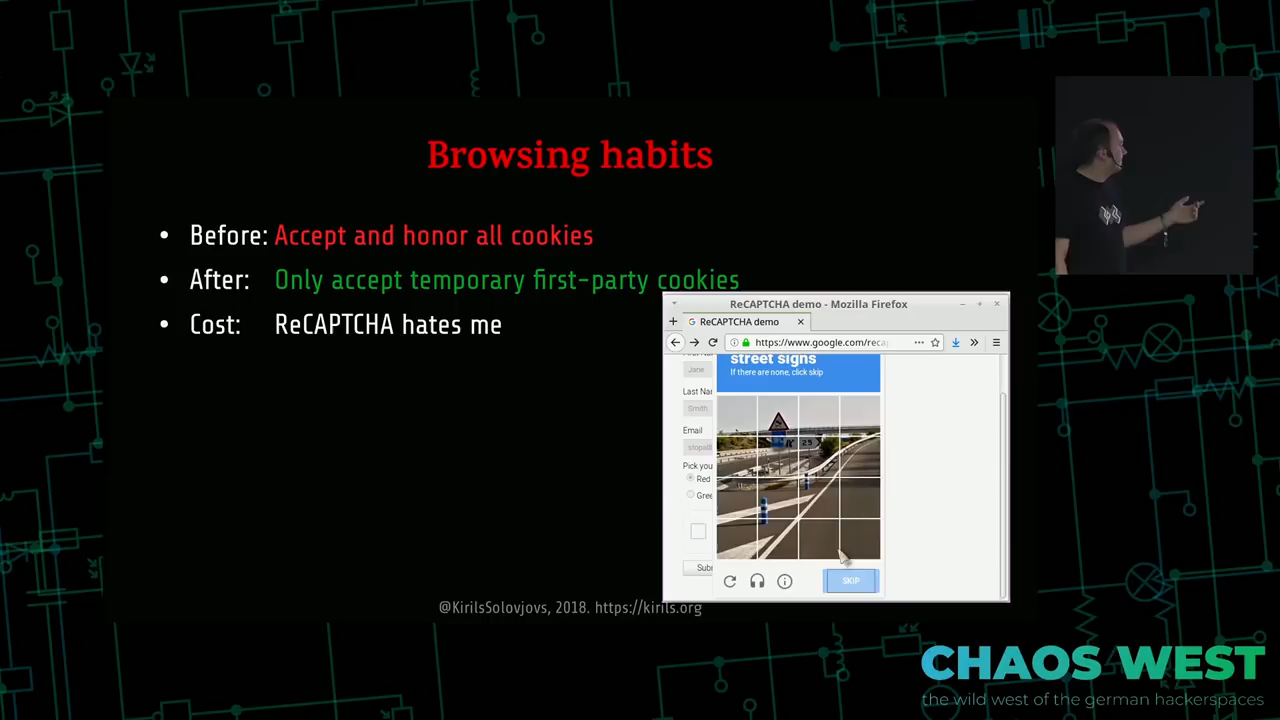 Browsing habits
• Before: Accept and honor all cookies
• After: Only accept temporary first-party cookies
• Cost: ReCAPTCHA hates me
ReCAPTCHA demo - Mozilla Firefox
ReCAPTCHA demo
https://www.google.com/reca
street signs
If there are none, click skip
Jane
Last Na
Smith
Email
Pick you
Red
Gree
25
Sub
SKIP
@KirilsSolovjovs, 2018. https://kirils.org
CHAOS WEST
the wild west of the german hackerspaces